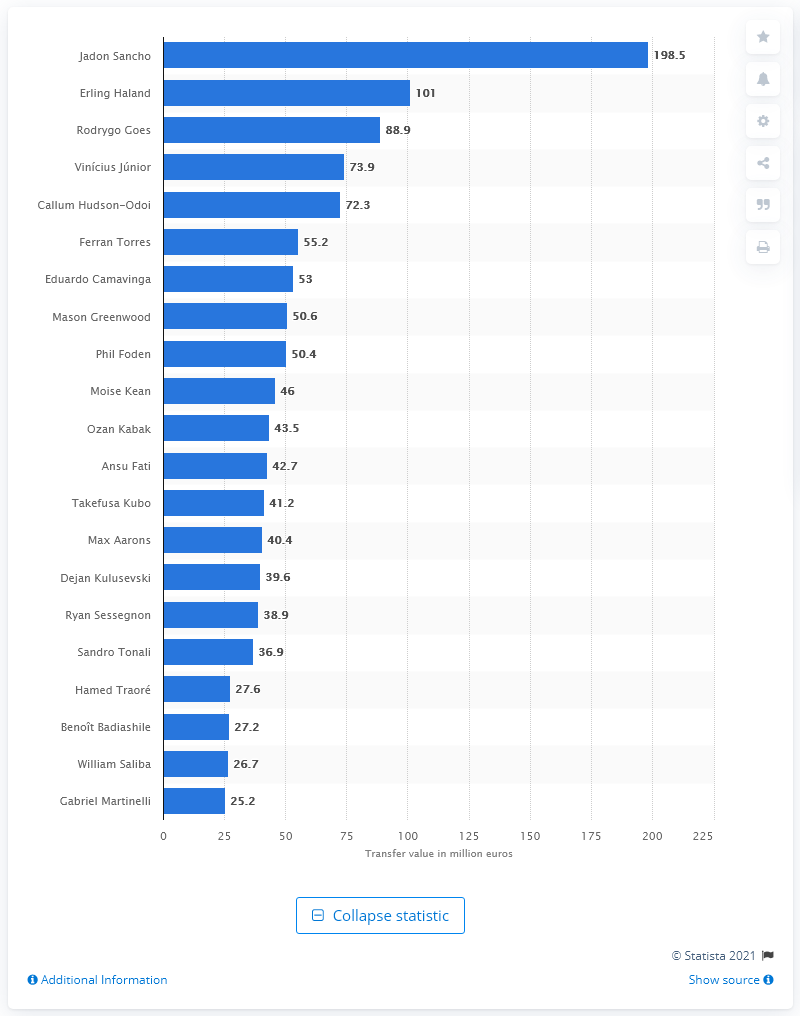 Jadon Sancho 198.5
Erling Haland 101
Rodrygo Goes 88.9
Vinícius Júnior 73.9
Callum Hudson-Odoi 72.3
Ferran Torres 55.2
Eduardo Camavinga 53
Mason Greenwood 50.6
Phil Foden 50.4
Moise Kean 46
Ozan Kabak 43.5
Ansu Fati 42.7
Takefusa Kubo 41.2
Max Aarons 40.4
Dejan Kulusevski 39.6
Ryan Sessegnon 38.9
Sandro Tonali 36.9
Hamed Traoré 27.6
Benoît Badiashile 27.2
William Saliba 26.7
Gabriel Martinelli 25.2
0 25 50 75 100 125 150 175 200 225
Transfer value in million euros
Collapse statistic
© Statista 2021
Additional Information Show source